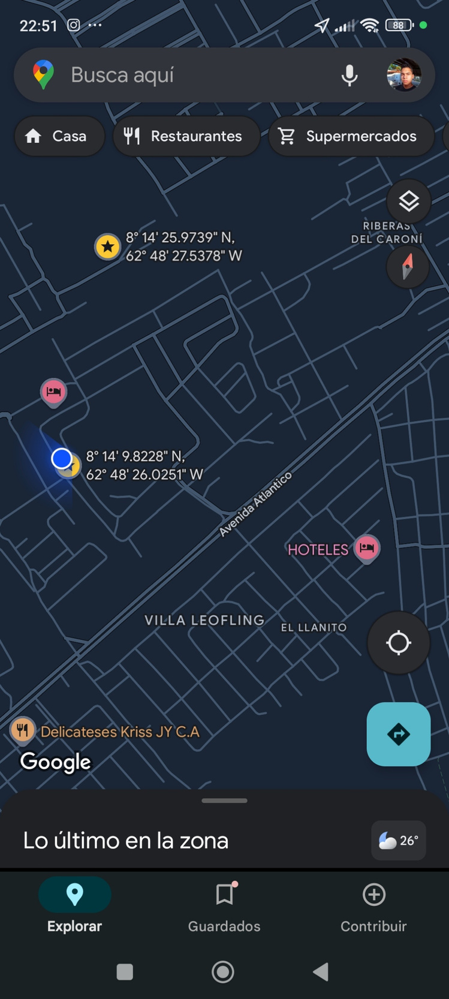 22:51
88
Busca aquí
Casa
Restaurantes
Supermercados
8° 14' 25.9739" N,
62° 48' 27.5378" W
RIBERAS
DEL CARONÍ
8° 14' 9.8228" N,
62° 48' 26.0251" W
Avenida Atlantico
HOTELES
VILLA LEOFLING
EL LLANITO
Delicateses Kriss JY C.A
Google
Lo último en la zona
26°
Explorar
Guardados
Contribuir